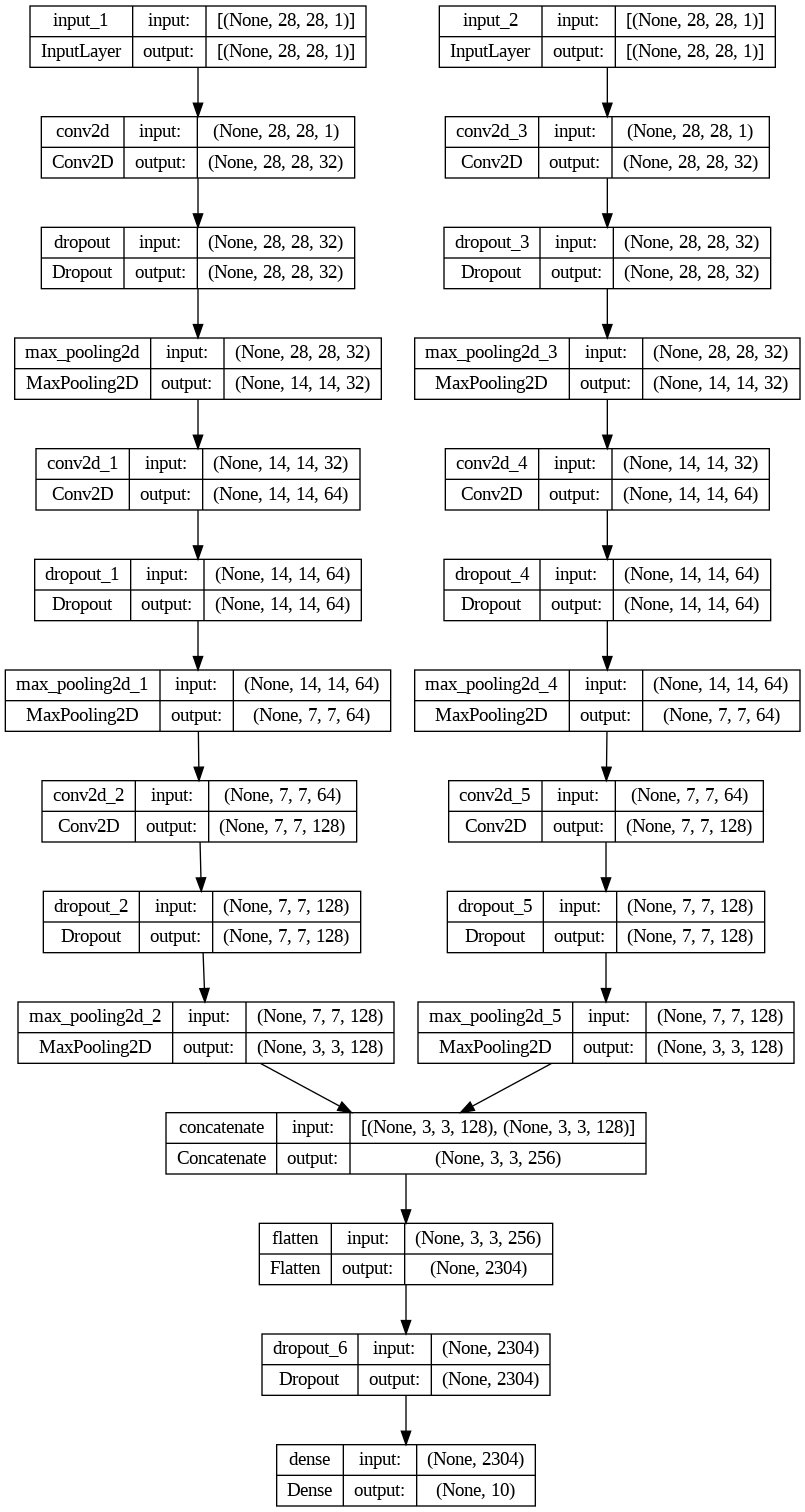 input_1 input: [(None, 28, 28, 1)]
InputLayer output: [(None, 28, 28, 1)]
input_2 input: [(None, 28, 28, 1)]
InputLayer output: [(None, 28, 28, 1)]
conv2d input: (None, 28, 28, 1)
Conv2D output: (None, 28, 28, 32)
conv2d_3 input: (None, 28, 28, 1)
Conv2D output: (None, 28, 28, 32)
dropout input: (None, 28, 28, 32)
Dropout output: (None, 28, 28, 32)
dropout_3 input: (None, 28, 28, 32)
Dropout output: (None, 28, 28, 32)
max_pooling2d input: (None, 28, 28, 32)
MaxPooling2D output: (None, 14, 14, 32)
max_pooling2d_3 input: (None, 28, 28, 32)
MaxPooling2D output: (None, 14, 14, 32)
conv2d_1 input: (None, 14, 14, 32)
Conv2D output: (None, 14, 14, 64)
conv2d_4 input: (None, 14, 14, 32)
Conv2D output: (None, 14, 14, 64)
dropout_1 input: (None, 14, 14, 64)
Dropout output: (None, 14, 14, 64)
dropout_4 input: (None, 14, 14, 64)
Dropout output: (None, 14, 14, 64)
max_pooling2d_1 input: (None, 14, 14, 64)
MaxPooling2D output: (None, 7, 7, 64)
max_pooling2d_4 input: (None, 14, 14, 64)
MaxPooling2D output: (None, 7, 7, 64)
conv2d_2 input: (None, 7, 7, 64)
Conv2D output: (None, 7, 7, 128)
conv2d_5 input: (None, 7, 7, 64)
Conv2D output: (None, 7, 7, 128)
dropout_2 input: (None, 7, 7, 128)
Dropout output: (None, 7, 7, 128)
dropout_5 input: (None, 7, 7, 128)
Dropout output: (None, 7, 7, 128)
max_pooling2d_2 input: (None, 7, 7, 128)
MaxPooling2D output: (None, 3, 3, 128)
max_pooling2d_5 input: (None, 7, 7, 128)
MaxPooling2D output: (None, 3, 3, 128)
concatenate input: [(None, 3, 3, 128), (None, 3, 3, 128)]
Concatenate output: (None, 3, 3, 256)
flatten input: (None, 3, 3, 256)
Flatten output: (None, 2304)
dropout_6 input: (None, 2304)
Dropout output: (None, 2304)
dense input: (None, 2304)
Dense output: (None, 10)